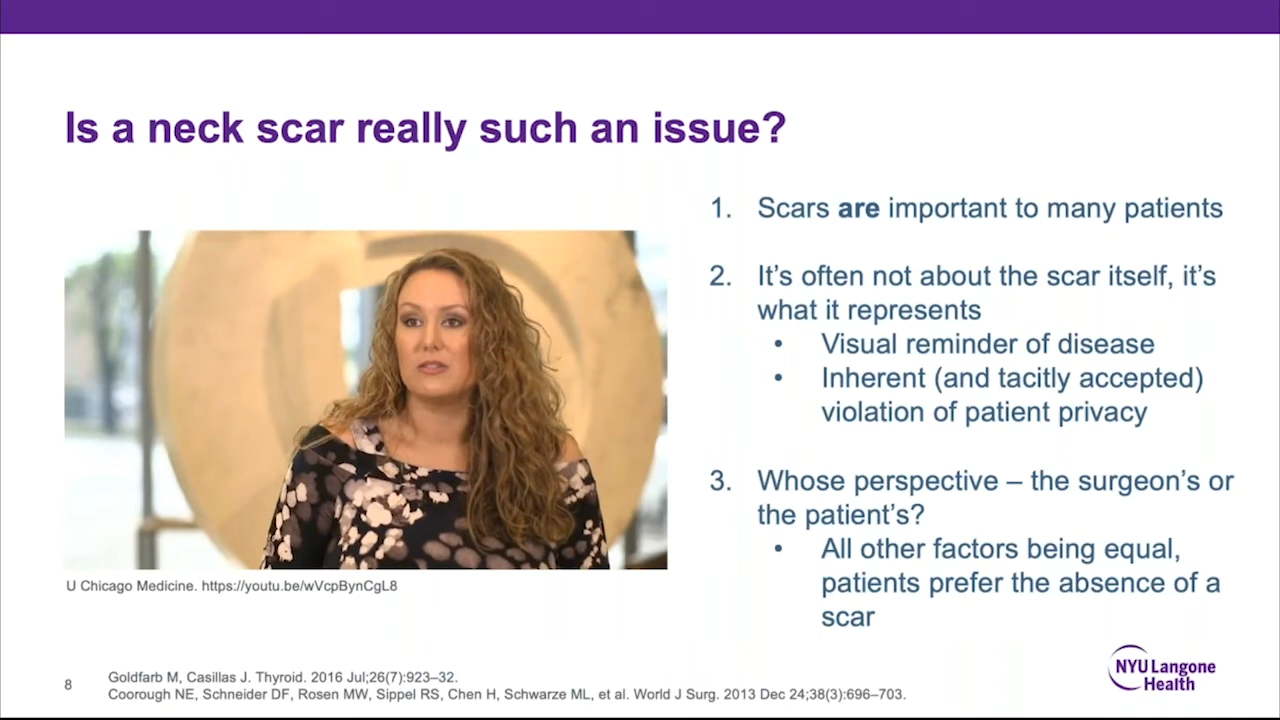 Is a neck scar really such an issue?
1. Scars are important to many patients
2. It's often not about the scar itself, it's
what it represents
• Visual reminder of disease
• Inherent (and tacitly accepted)
violation of patient privacy
3. Whose perspective – the surgeon's or
the patient's?
• All other factors being equal,
patients prefer the absence of a
scar
U Chicago Medicine. https://youtu.be/wVcpBynCgL8
8
Goldfarb M, Casillas J. Thyroid. 2016 Jul;26(7):923–32.
Coorough NE, Schneider DF, Rosen MW, Sippel RS, Chen H, Schwarze ML, et al. World J Surg. 2013 Dec 24;38(3):696–703.
NYU Langone
Health